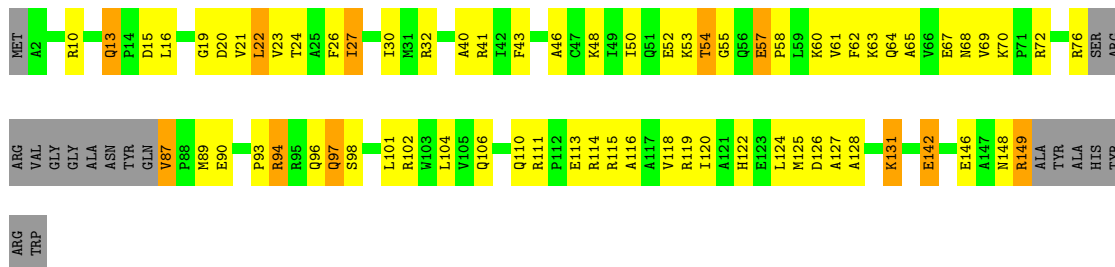 MET A2 R10 Q13 P14 D15 L16 G19 D20 V21 L22 V23 T24 A25 F26 I27 I30 M31 R32 A40 R41 I42 F43 A46 C47 K48 I49 I50 Q51 E52 K53 T54 G55 Q56 E57 P58 L59 K60 V61 F62 K63 Q64 A65 V66 E67 N68 V69 K70 P71 R72 R76 SER ARG
ARG VAL GLY GLY ALA ASN TYR GLN V87 P88 M89 E90 P93 R94 R95 Q96 Q97 S98 L101 R102 W103 L104 V105 Q106 Q110 R111 P112 E113 R114 R115 A116 A117 V118 R119 I120 A121 H122 E123 L124 M125 D126 A127 A128 K131 E142 E146 A147 N148 R149 ALA TYR ALA HIS TYR
ARG TRP